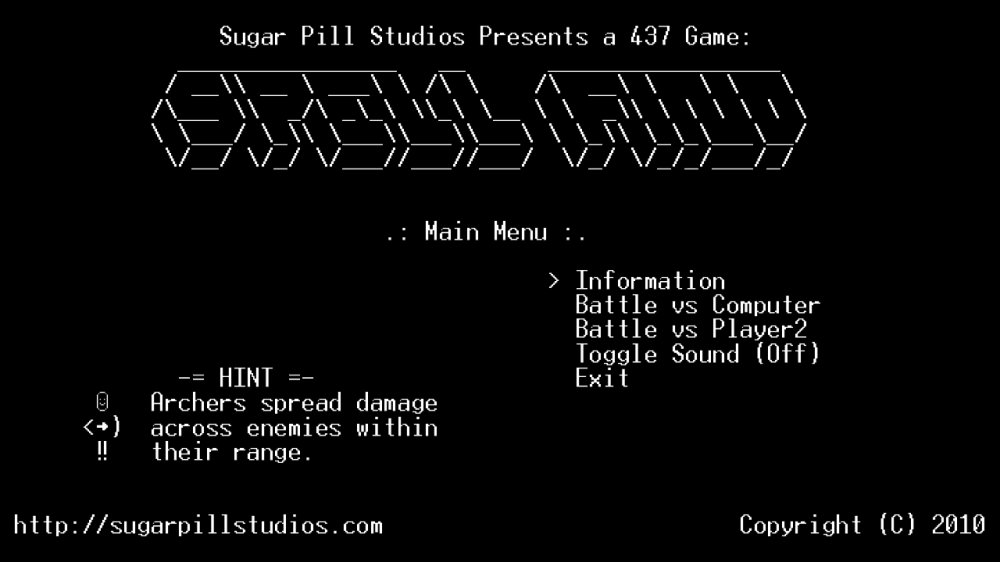 Sugar Pill Studios Presents a 437 Game:
.: Main Menu :.
> Information
Battle vs Computer
Battle vs Player2
Toggle Sound (Off)
Exit
-= HINT =-
Archers spread damage
across enemies within
their range.
http://sugarpillstudios.com
Copyright (C) 2010